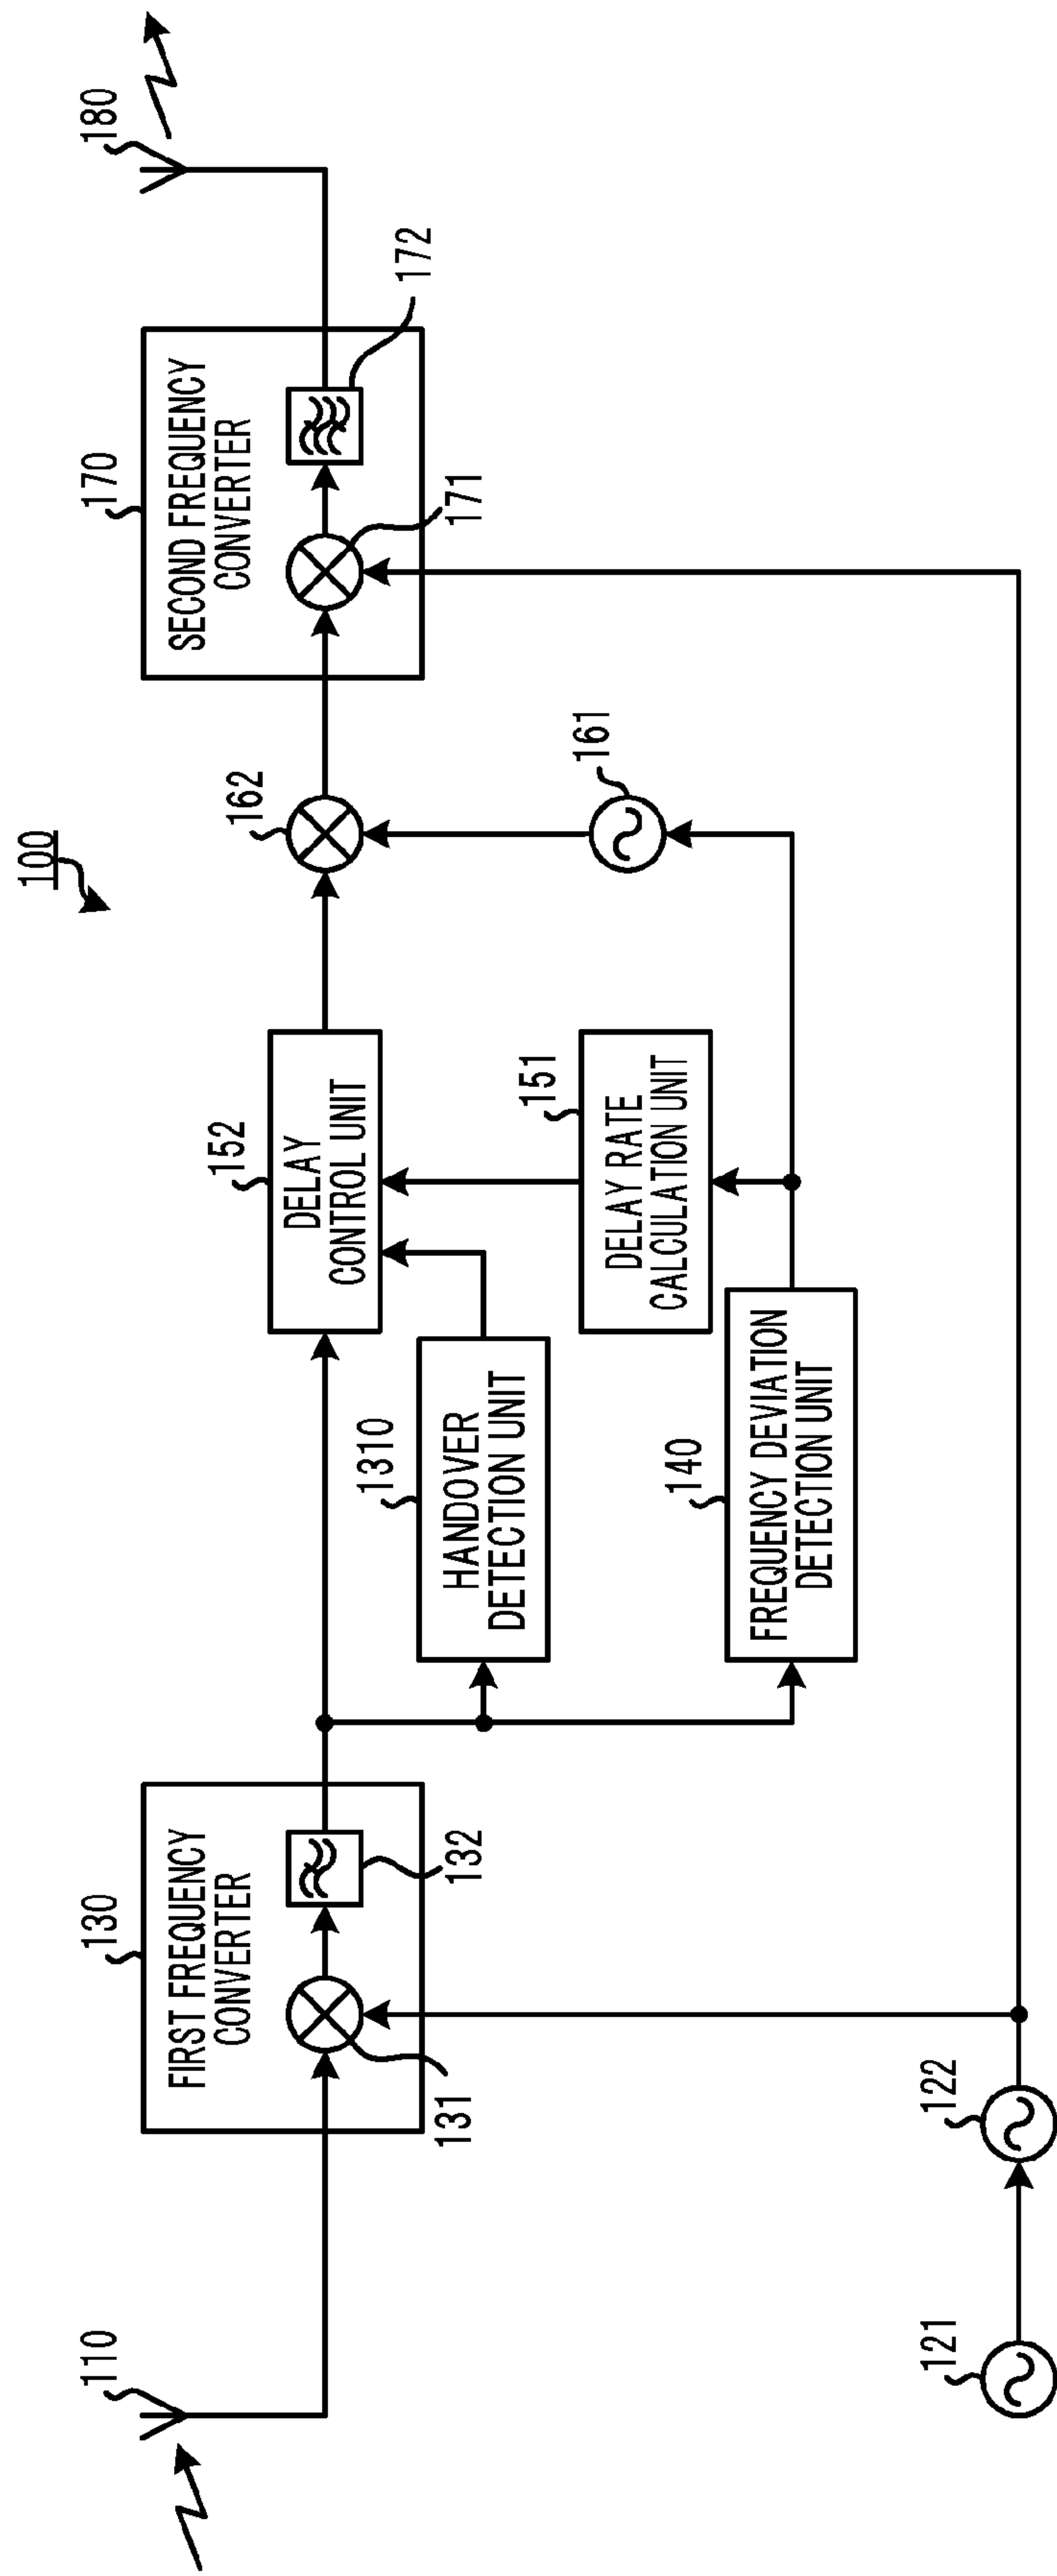 100
110
130
FIRST FREQUENCY
CONVERTER
131
132
1310
HANDOVER
DETECTION UNIT
140
FREQUENCY DEVIATION
DETECTION UNIT
152
DELAY
CONTROL UNIT
151
DELAY RATE
CALCULATION UNIT
162
161
170
SECOND FREQUENCY
CONVERTER
171
172
180
121
122